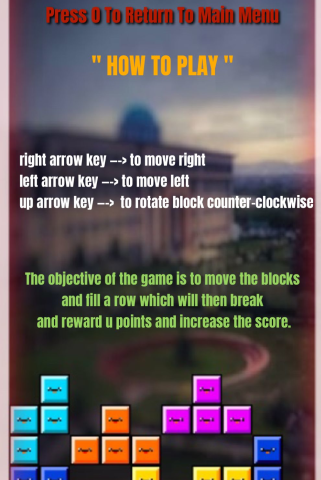 Press 0 To Return To Main Menu
" HOW TO PLAY "
right arrow key —-> to move right
left arrow key —-> to move left
up arrow key —-> to rotate block counter-clockwise
The objective of the game is to move the blocks
and fill a row which will then break
and reward u points and increase the score.